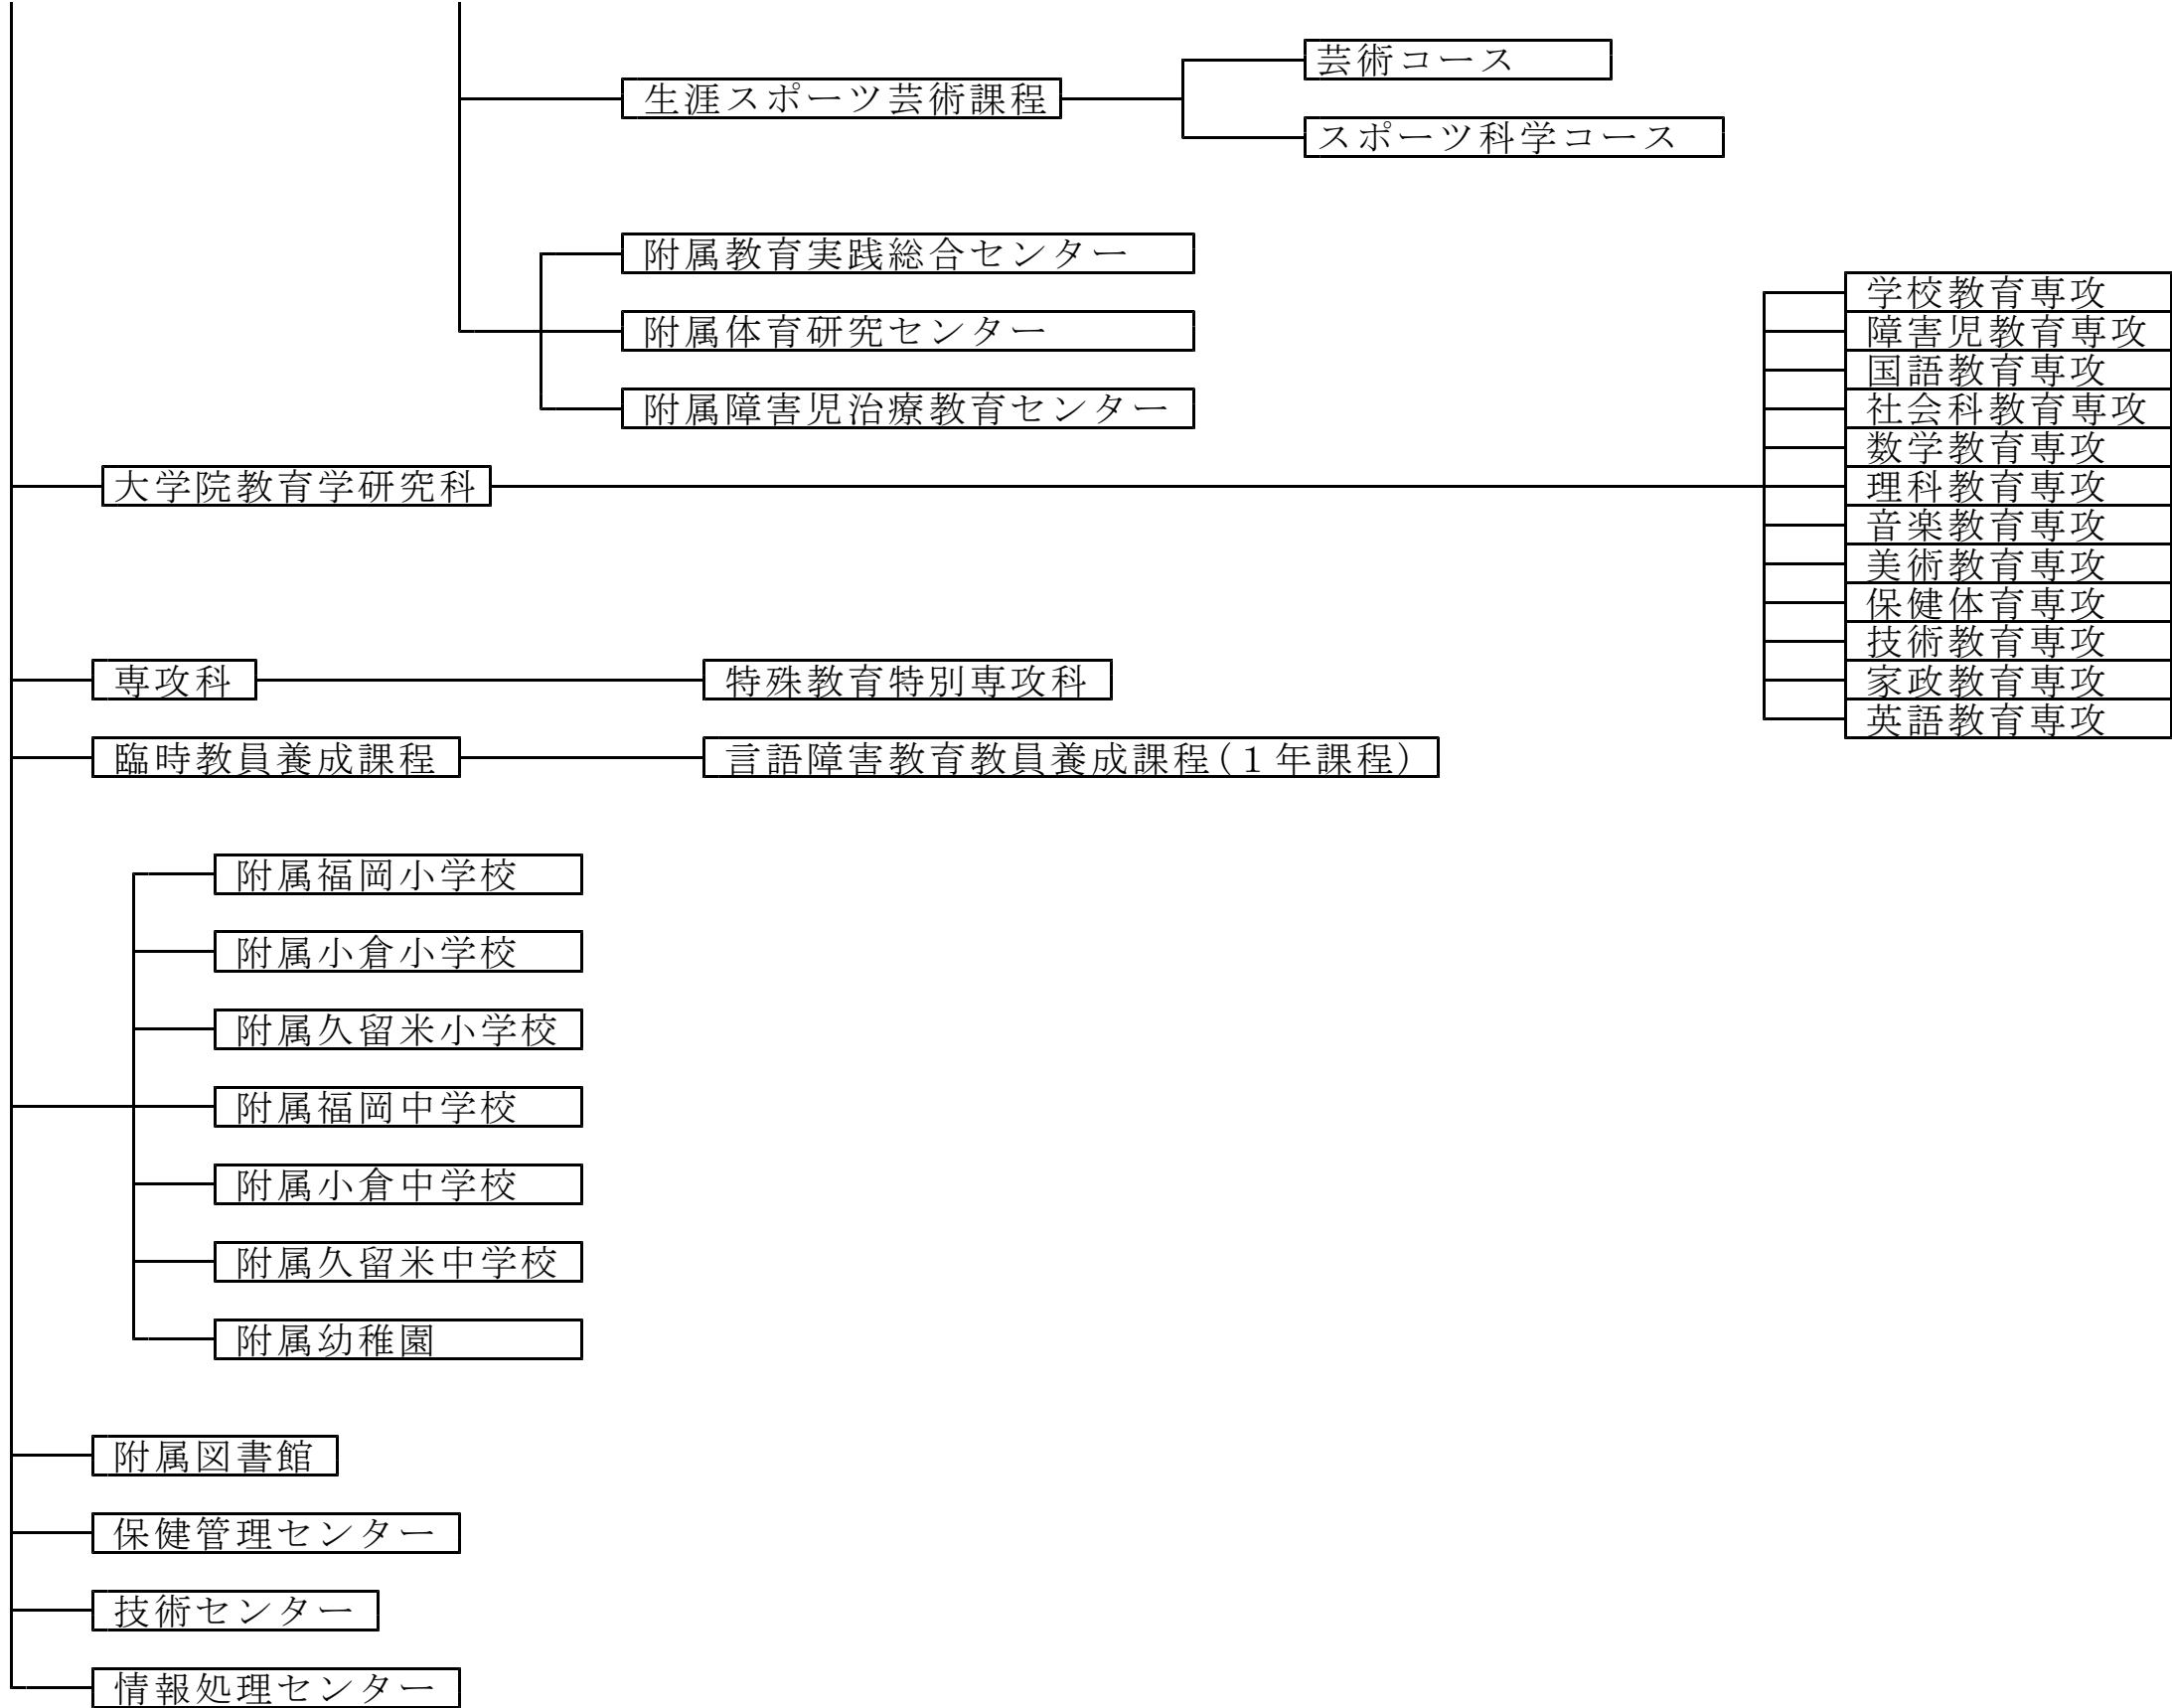 芸術コース
生涯スポーツ芸術課程
スポーツ科学コース
附属教育実践総合センター
附属体育研究センター
附属障害児治療教育センター
大学院教育学研究科
学校教育専攻
障害児教育専攻
国語教育専攻
社会科教育専攻
数学教育専攻
理科教育専攻
音楽教育専攻
美術教育専攻
保健体育専攻
技術教育専攻
家政教育専攻
英語教育専攻
専攻科
特殊教育特別専攻科
臨時教員養成課程
言語障害教育教員養成課程(１年課程)
附属福岡小学校
附属小倉小学校
附属久留米小学校
附属福岡中学校
附属小倉中学校
附属久留米中学校
附属幼稚園
附属図書館
保健管理センター
技術センター
情報処理センター